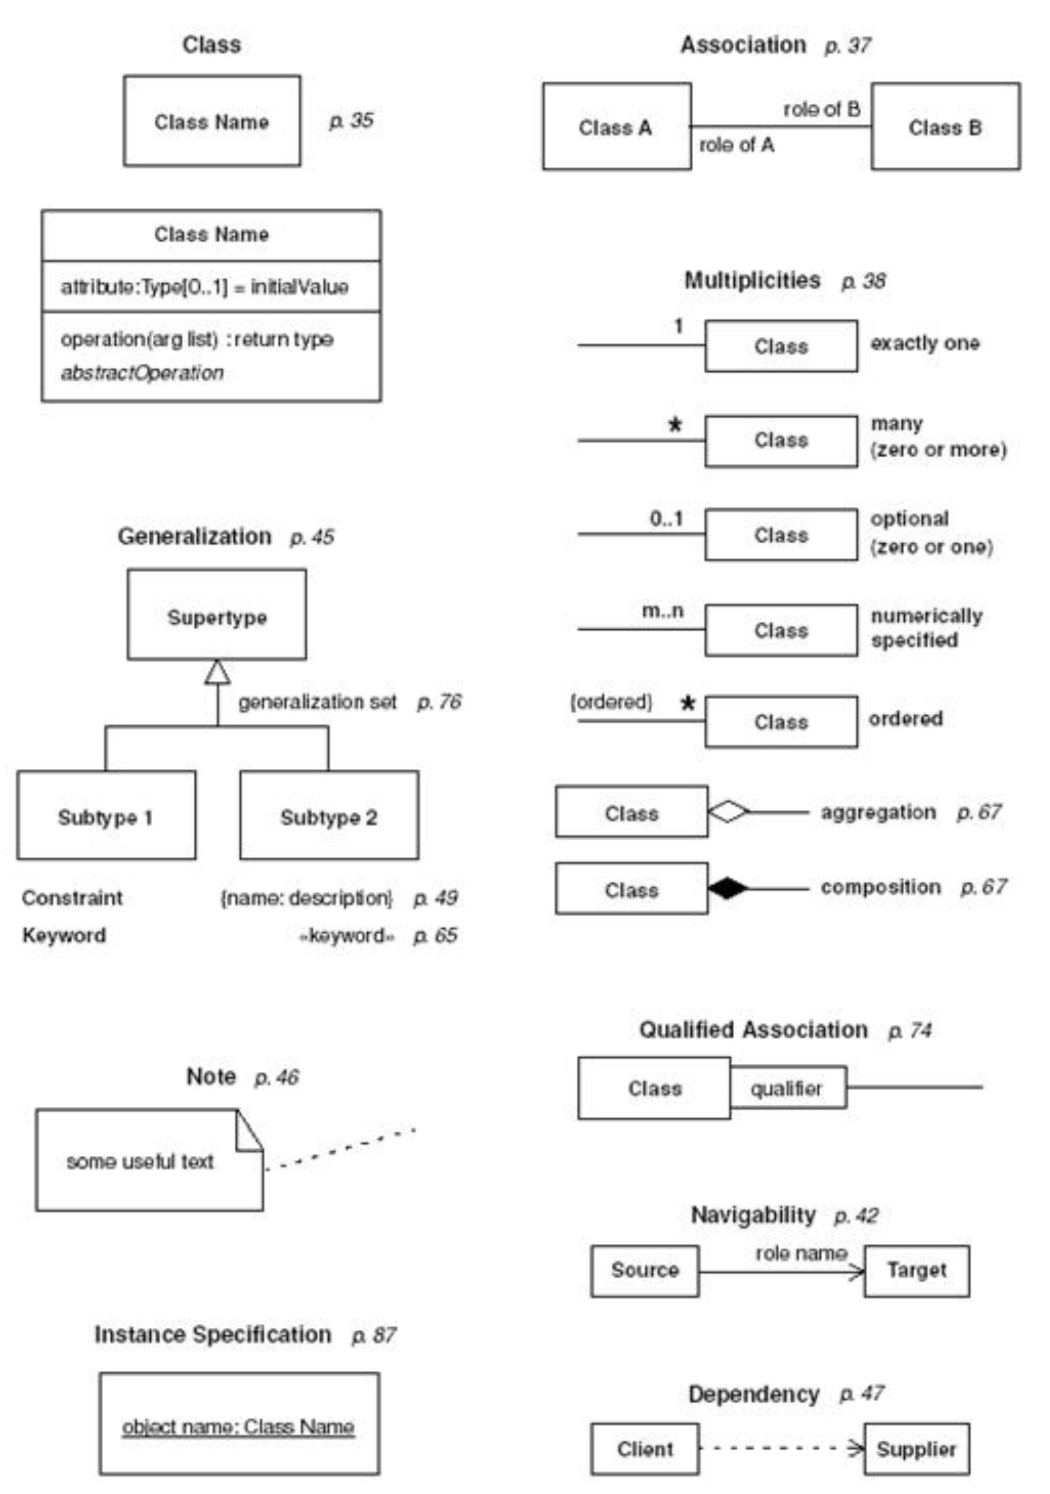 Class
Class Name p. 35
Class Name
attribute:Type[0..1] = initialValue
operation(arg list) : return type
abstractOperation
Generalization p. 45
Supertype
generalization set p. 76
Subtype 1 Subtype 2
Constraint {name: description} p. 49
Keyword «keyword» p. 65
Note p. 46
some useful text
Instance Specification p. 87
object name: Class Name
Association p. 37
role of B
Class A Class B
role of A
Multiplicities p. 38
1
Class exactly one
* many
Class (zero or more)
0..1 optional
Class (zero or one)
m..n numerically
Class specified
{ordered} *
Class ordered
Class aggregation p. 67
Class composition p. 67
Qualified Association p. 74
Class qualifier
Navigability p. 42
role name
Source Target
Dependency p. 47
Client Supplier